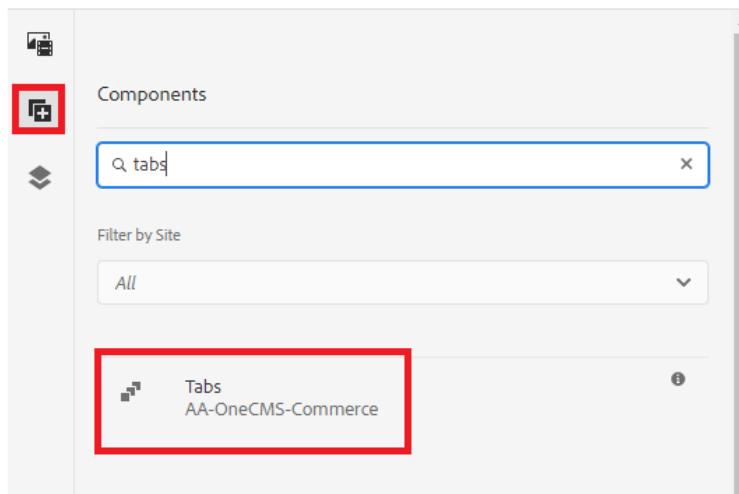 Components
tabs
Filter by Site
All
Tabs
AA-OneCMS-Commerce